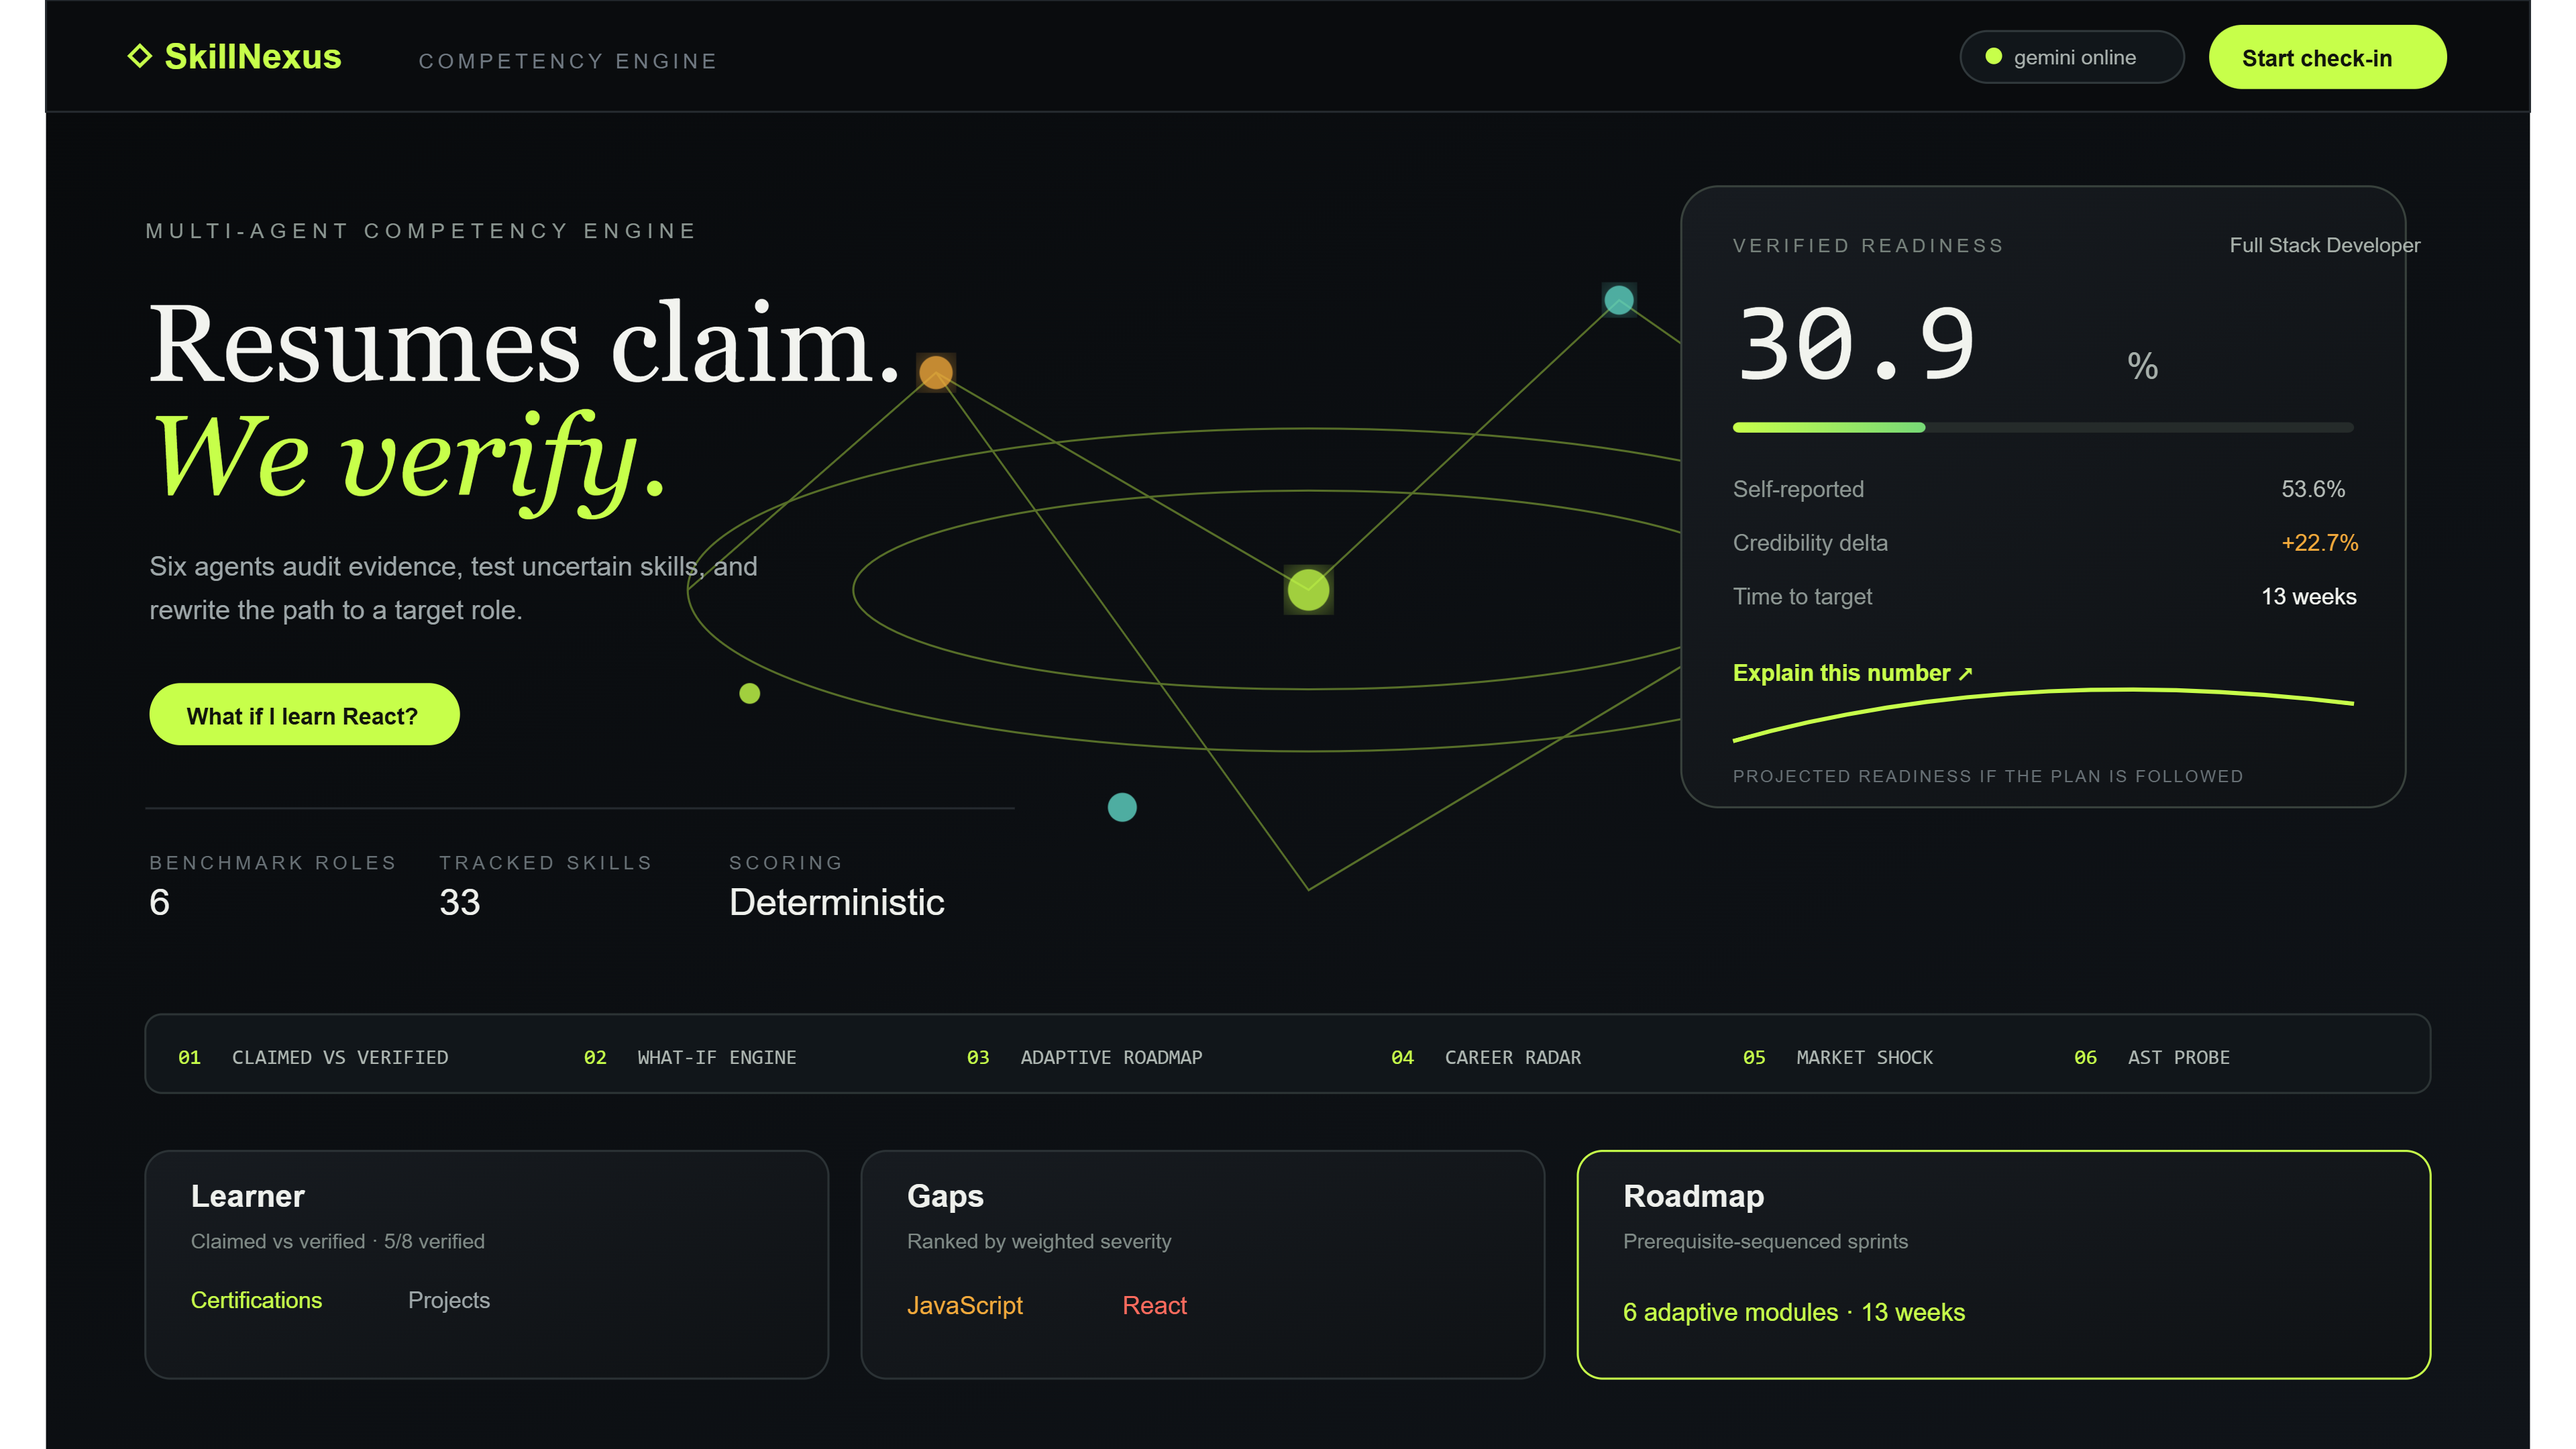 SkillNexus COMPETENCY ENGINE gemini online Start check-in
MULTI-AGENT COMPETENCY ENGINE
Resumes claim.
We verify.
Six agents audit evidence, test uncertain skills, and
rewrite the path to a target role.
What if I learn React?
BENCHMARK ROLES TRACKED SKILLS SCORING
6 33 Deterministic
VERIFIED READINESS Full Stack Developer
30.9 %
Self-reported 53.6%
Credibility delta +22.7%
Time to target 13 weeks
Explain this number ↗
PROJECTED READINESS IF THE PLAN IS FOLLOWED
01 CLAIMED VS VERIFIED 02 WHAT-IF ENGINE 03 ADAPTIVE ROADMAP 04 CAREER RADAR 05 MARKET SHOCK 06 AST PROBE
Learner
Claimed vs verified · 5/8 verified
Certifications Projects
Gaps
Ranked by weighted severity
JavaScript React
Roadmap
Prerequisite-sequenced sprints
6 adaptive modules · 13 weeks